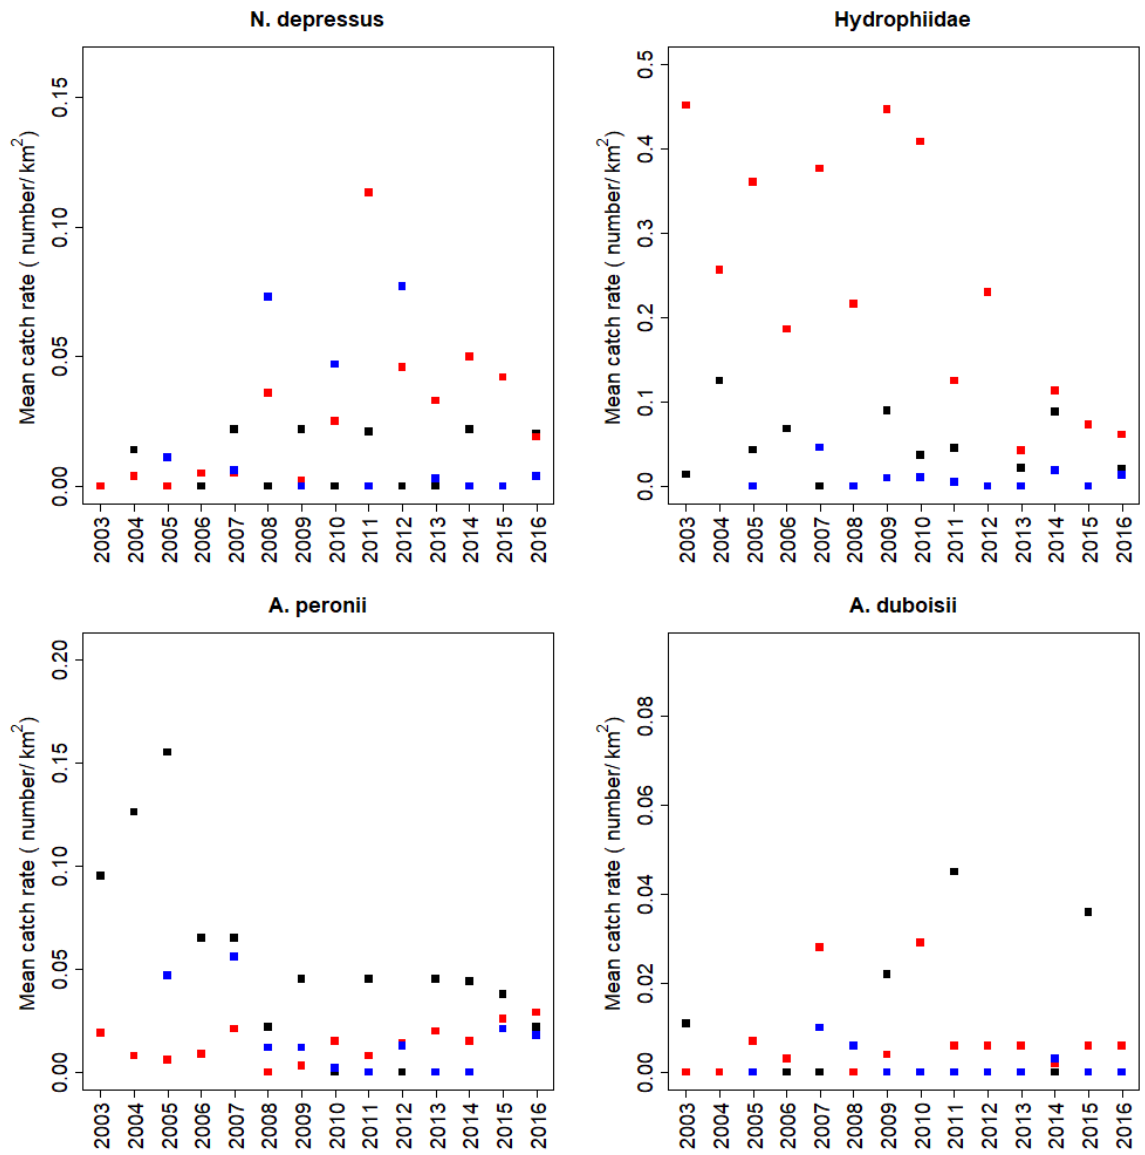 N. depressus
Mean catch rate ( number/ km²)
0.15
0.10
0.05
0.00
2003 2004 2005 2006 2007 2008 2009 2010 2011 2012 2013 2014 2015 2016
Hydrophiidae
Mean catch rate ( number/ km²)
0.5
0.4
0.3
0.2
0.1
0.0
2003 2004 2005 2006 2007 2008 2009 2010 2011 2012 2013 2014 2015 2016
A. peronii
Mean catch rate ( number/ km²)
0.20
0.15
0.10
0.05
0.00
2003 2004 2005 2006 2007 2008 2009 2010 2011 2012 2013 2014 2015 2016
A. duboisii
Mean catch rate ( number/ km²)
0.08
0.06
0.04
0.02
0.00
2003 2004 2005 2006 2007 2008 2009 2010 2011 2012 2013 2014 2015 2016